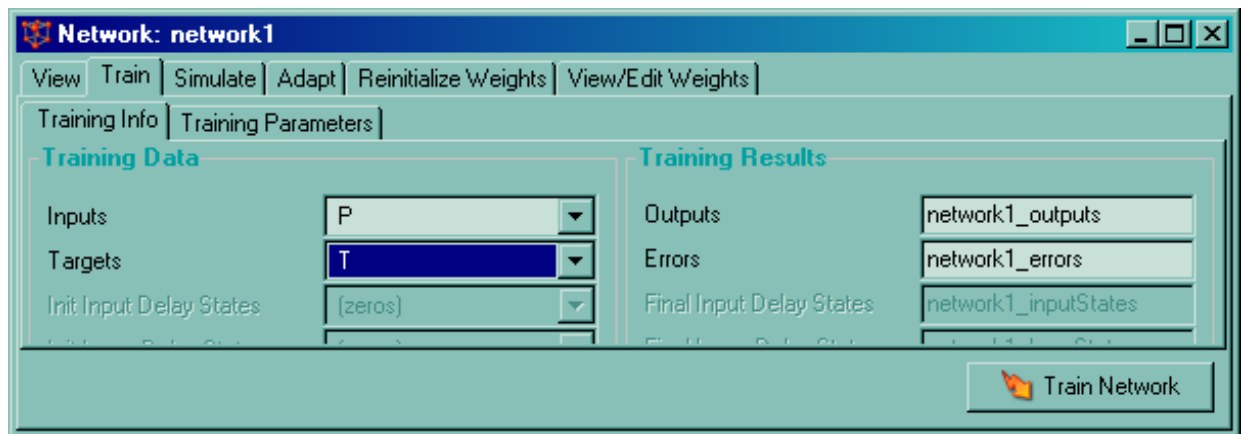 Network: network1
View Train Simulate Adapt Reinitialize Weights View/Edit Weights
Training Info Training Parameters
Training Data
Inputs P
Targets T
Init Input Delay States (zeros)
Training Results
Outputs network1_outputs
Errors network1_errors
Final Input Delay States network1_inputStates
Train Network